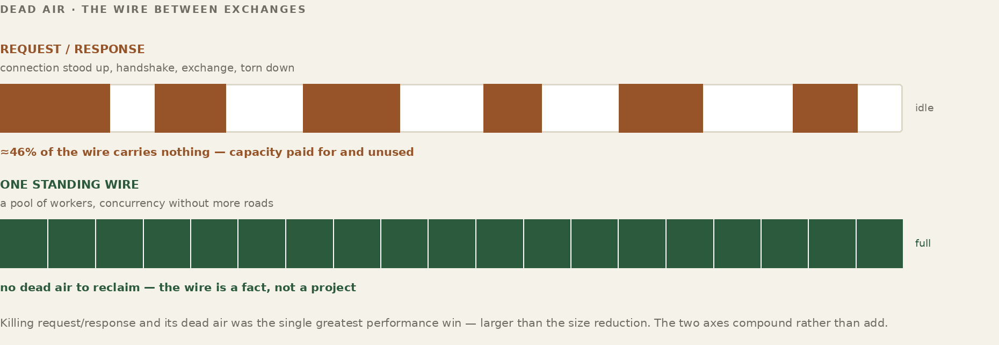 DEAD AIR · THE WIRE BETWEEN EXCHANGES
REQUEST / RESPONSE
connection stood up, handshake, exchange, torn down
idle
≈46% of the wire carries nothing — capacity paid for and unused
ONE STANDING WIRE
a pool of workers, concurrency without more roads
full
no dead air to reclaim — the wire is a fact, not a project
Killing request/response and its dead air was the single greatest performance win — larger than the size reduction. The two axes compound rather than add.